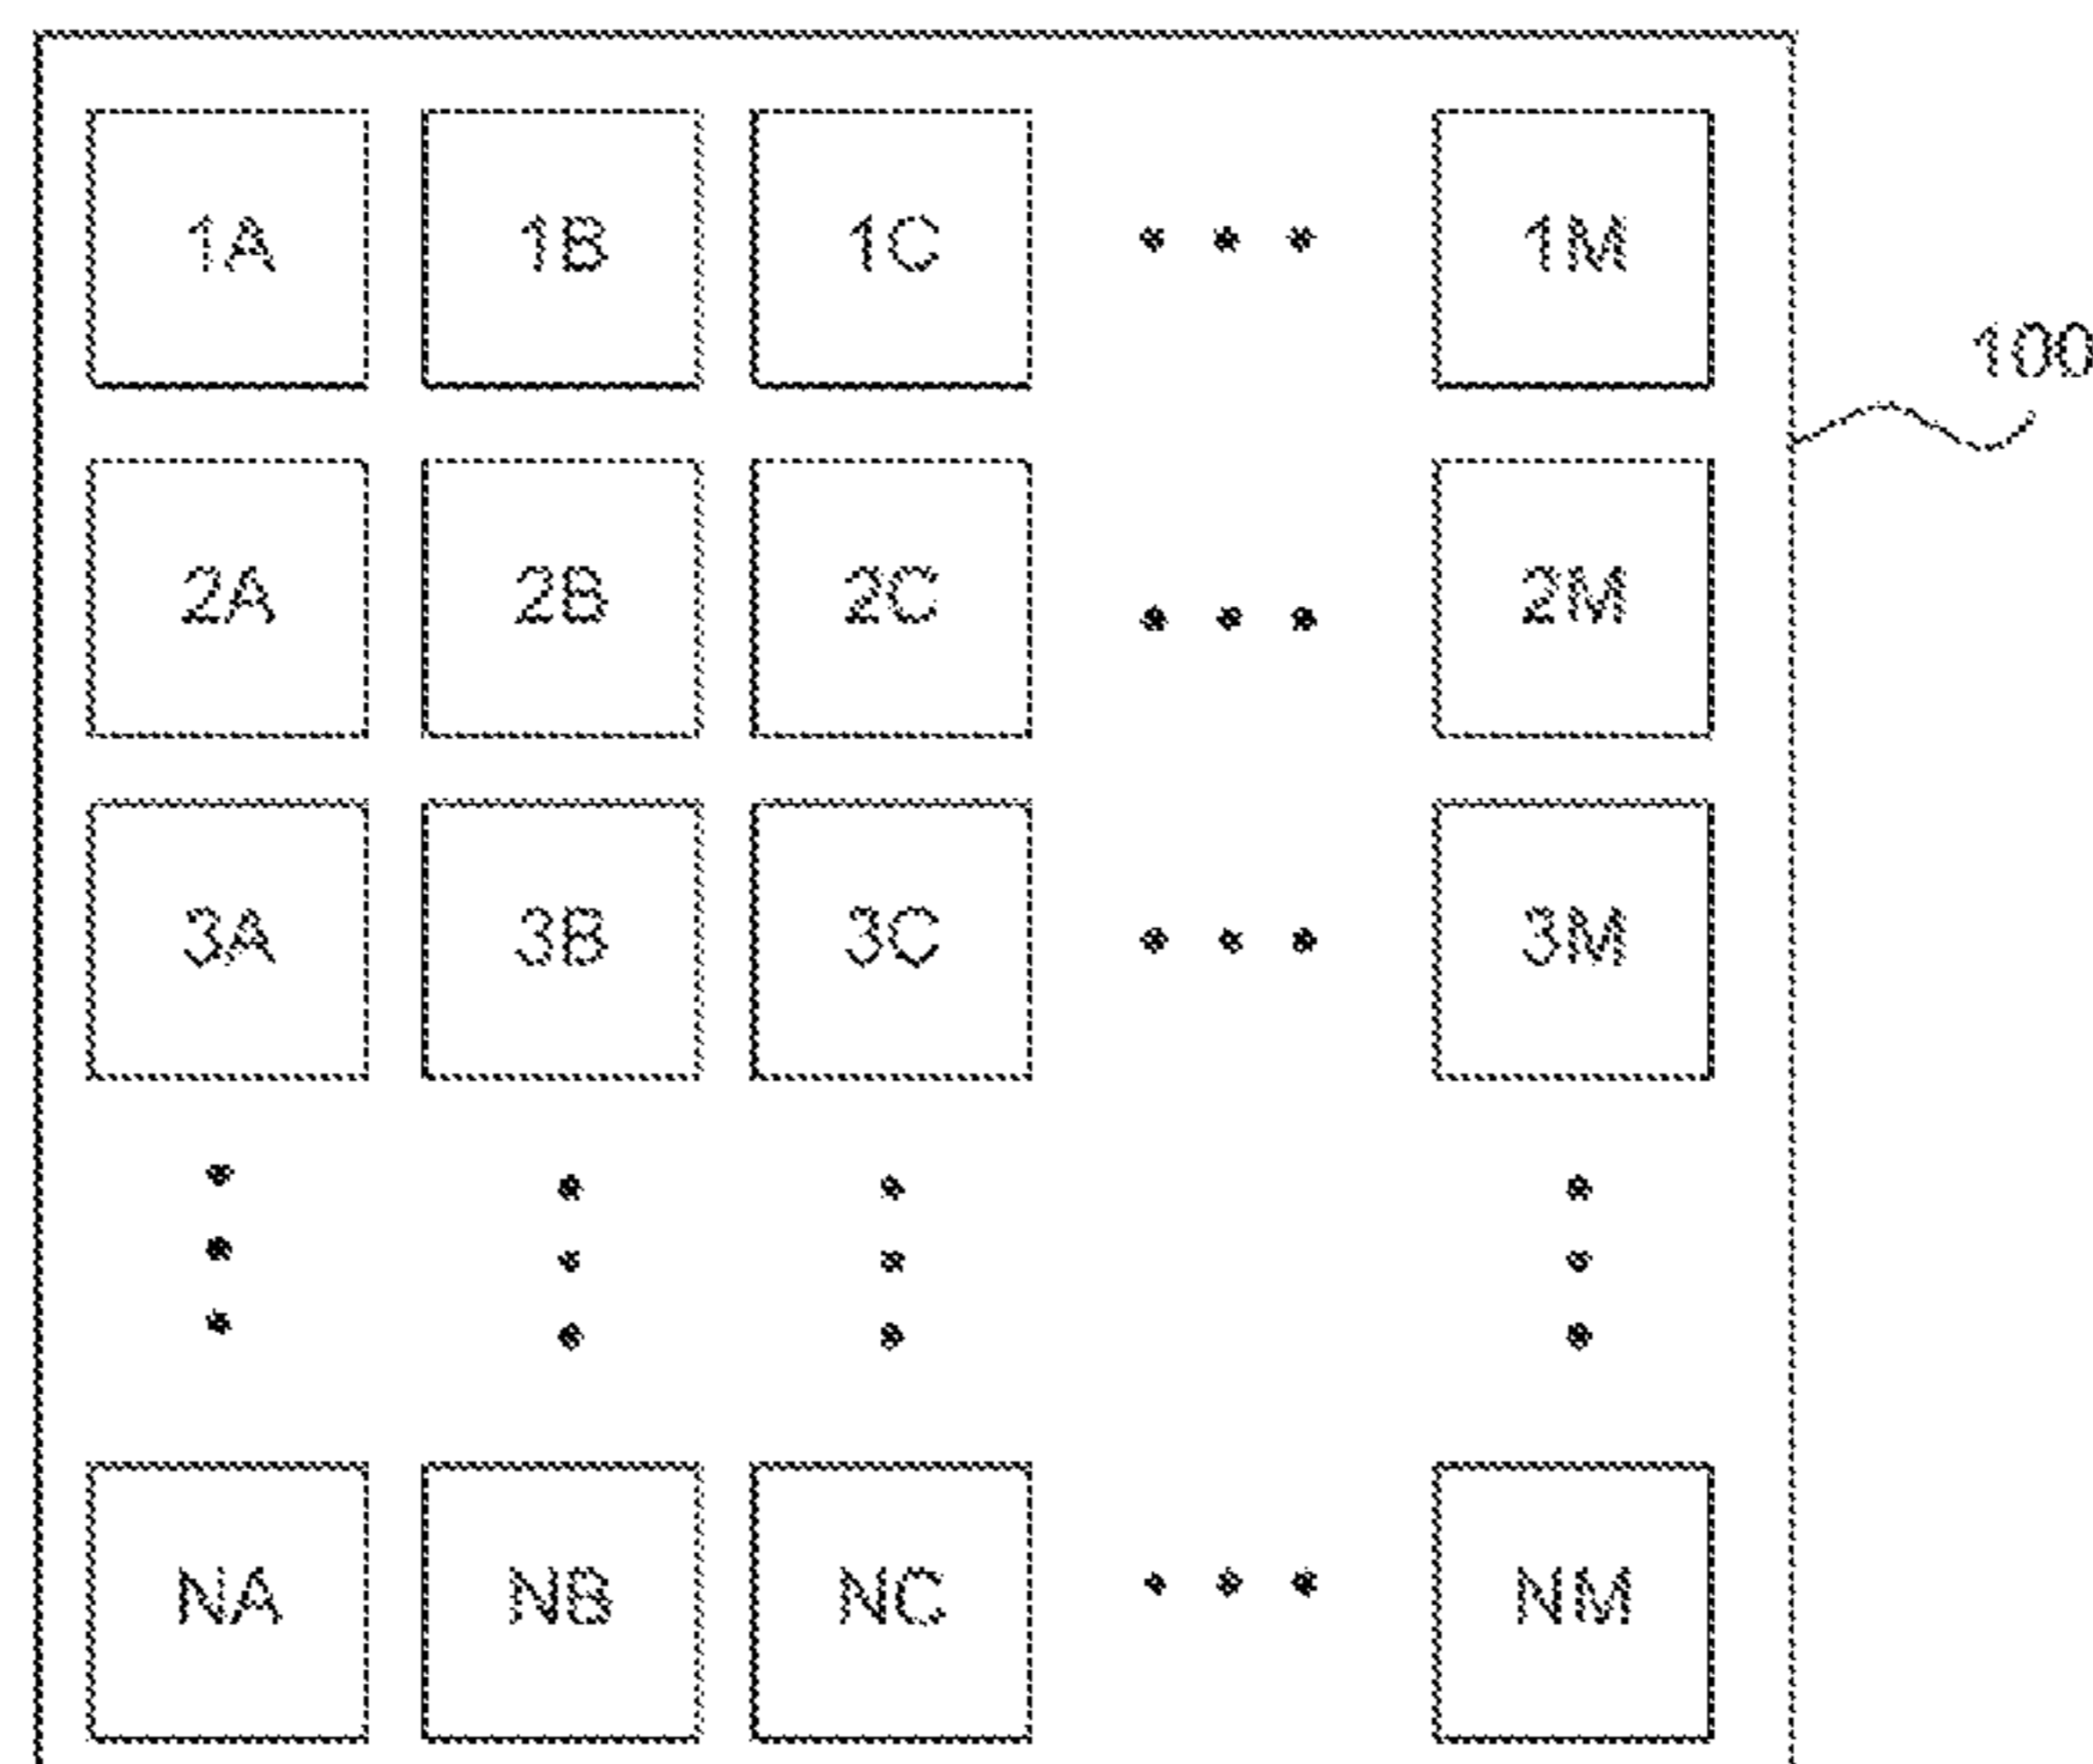 1A 1B 1C • • • 1M
100
2A 2B 2C • • • 2M
3A 3B 3C • • • 3M
NA NB NC • • • NM